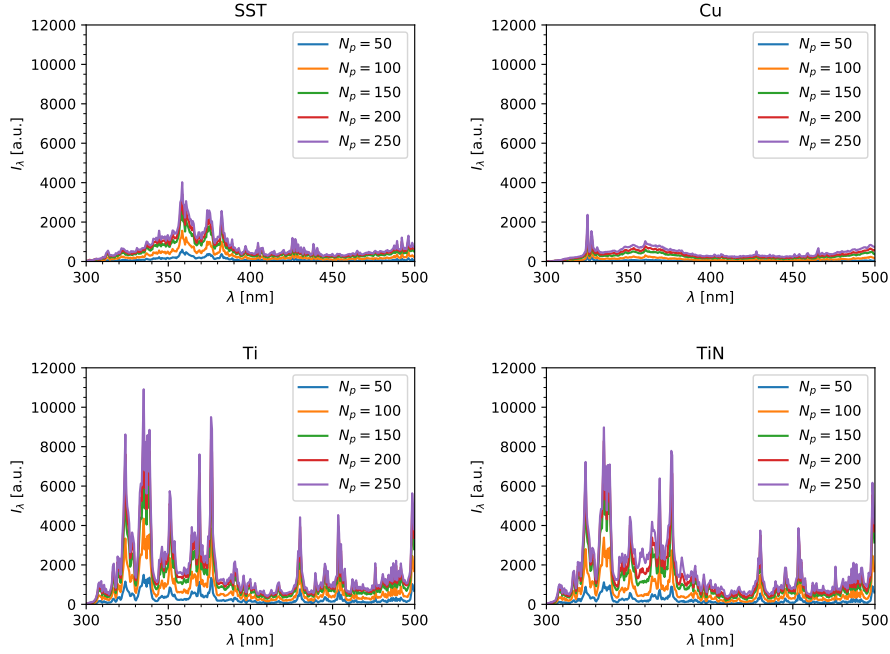 SST
12000
10000
8000
6000
4000
2000
0
I_λ [a.u.]
300
350
400
450
500
λ [nm]
N_p = 50
N_p = 100
N_p = 150
N_p = 200
N_p = 250
Cu
12000
10000
8000
6000
4000
2000
0
I_λ [a.u.]
300
350
400
450
500
λ [nm]
N_p = 50
N_p = 100
N_p = 150
N_p = 200
N_p = 250
Ti
12000
10000
8000
6000
4000
2000
0
I_λ [a.u.]
300
350
400
450
500
λ [nm]
N_p = 50
N_p = 100
N_p = 150
N_p = 200
N_p = 250
TiN
12000
10000
8000
6000
4000
2000
0
I_λ [a.u.]
300
350
400
450
500
λ [nm]
N_p = 50
N_p = 100
N_p = 150
N_p = 200
N_p = 250